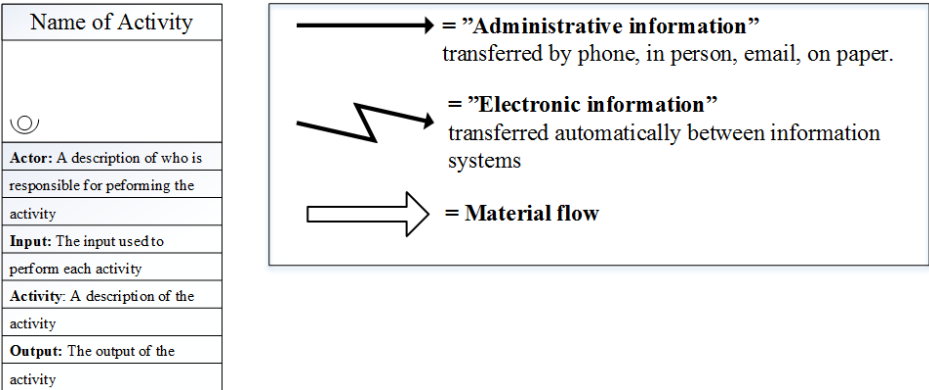 Name of Activity
Actor: A description of who is
responsible for peforming the
activity
Input: The input used to
perform each activity
Activity: A description of the
activity
Output: The output of the
activity
= ”Administrative information”
transferred by phone, in person, email, on paper.
= ”Electronic information”
transferred automatically between information
systems
= Material flow